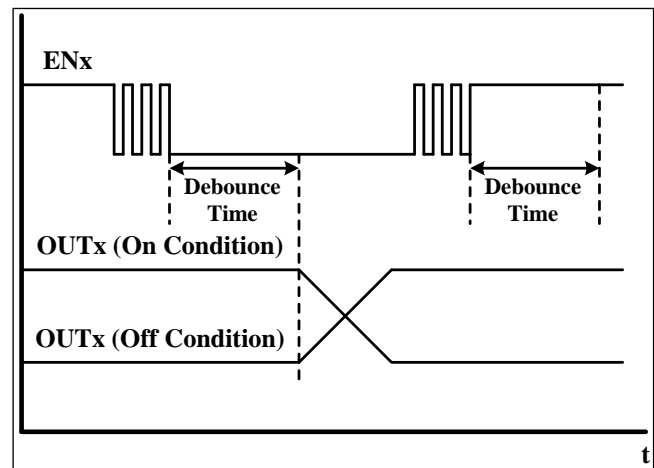 ENx
Debounce
Time
Debounce
Time
OUTx (On Condition)
OUTx (Off Condition)
t